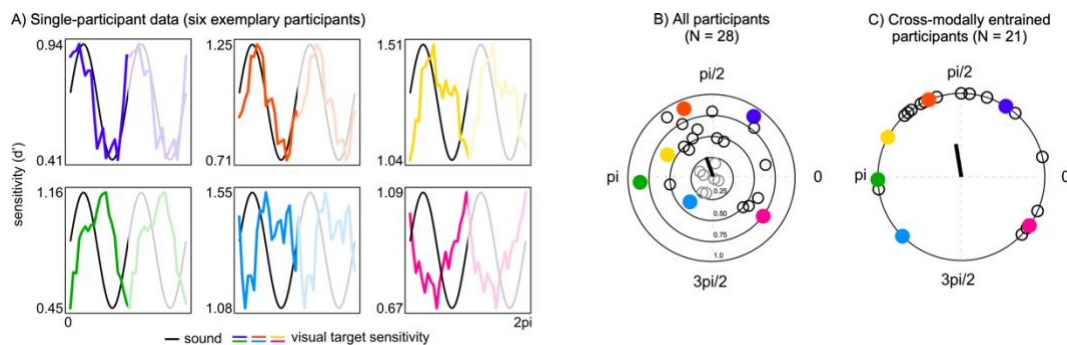 A) Single-participant data (six exemplary participants)
B) All participants
(N = 28)
C) Cross-modally entrained
participants (N = 21)
sensitivity (d')
0.94
0.41
1.25
0.71
1.51
1.04
1.16
0.45
1.55
1.08
1.09
0.67
0
2pi
sound
visual target sensitivity
pi/2
pi
0
0.25
0.50
0.75
1.0
3pi/2
pi/2
pi
0
3pi/2